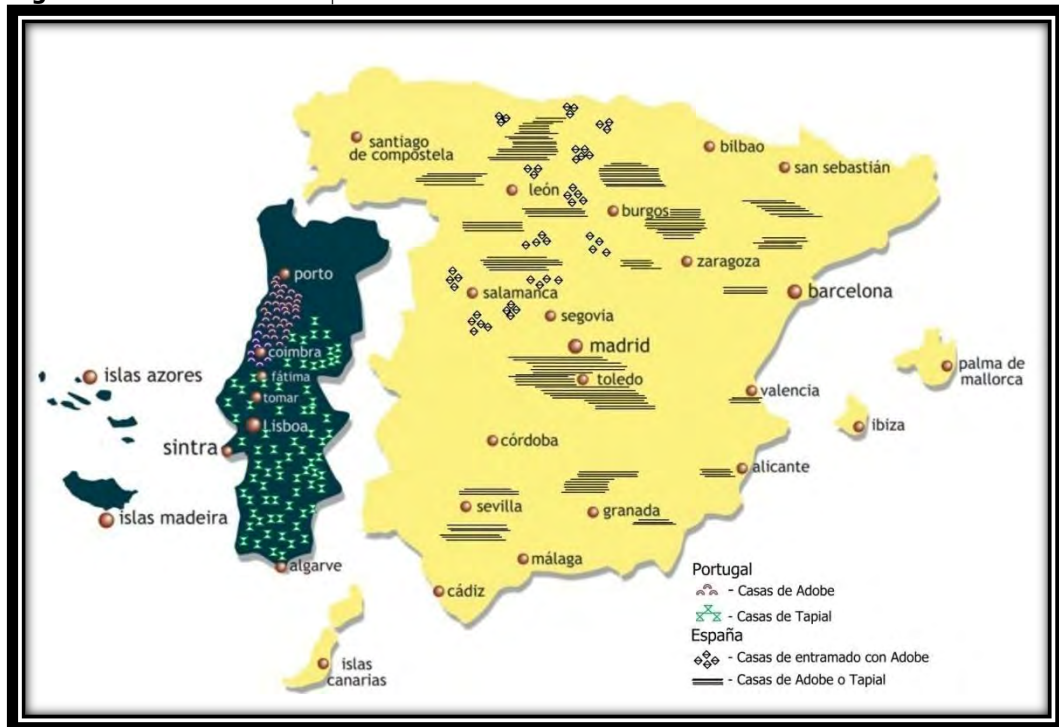 santiago
de compostela
bilbao
san sebastián
león
burgos
porto
zaragoza
salamanca
barcelona
segovia
madrid
coimbra
islas azores
fátima
toledo
palma de
mallorca
tomar
valencia
Lisboa
ibiza
sintra
córdoba
alicante
islas madeira
sevilla
granada
algarve
málaga
cádiz
islas
canarias
Portugal
- Casas de Adobe
- Casas de Tapial
España
- Casas de entramado con Adobe
- Casas de Adobe o Tapial